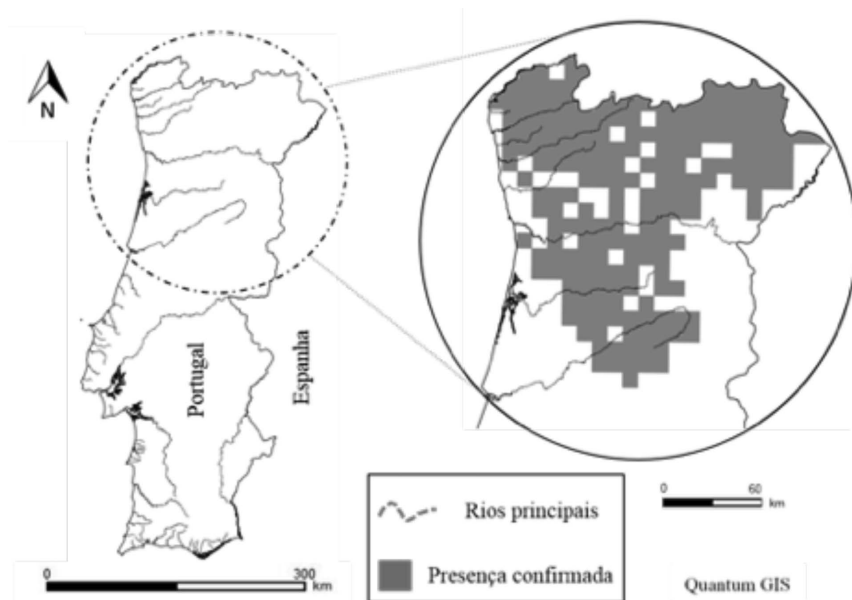 N
Portugal
Espanha
0 300
km
Rios principais
Presença confirmada
0 60
km
Quantum GIS